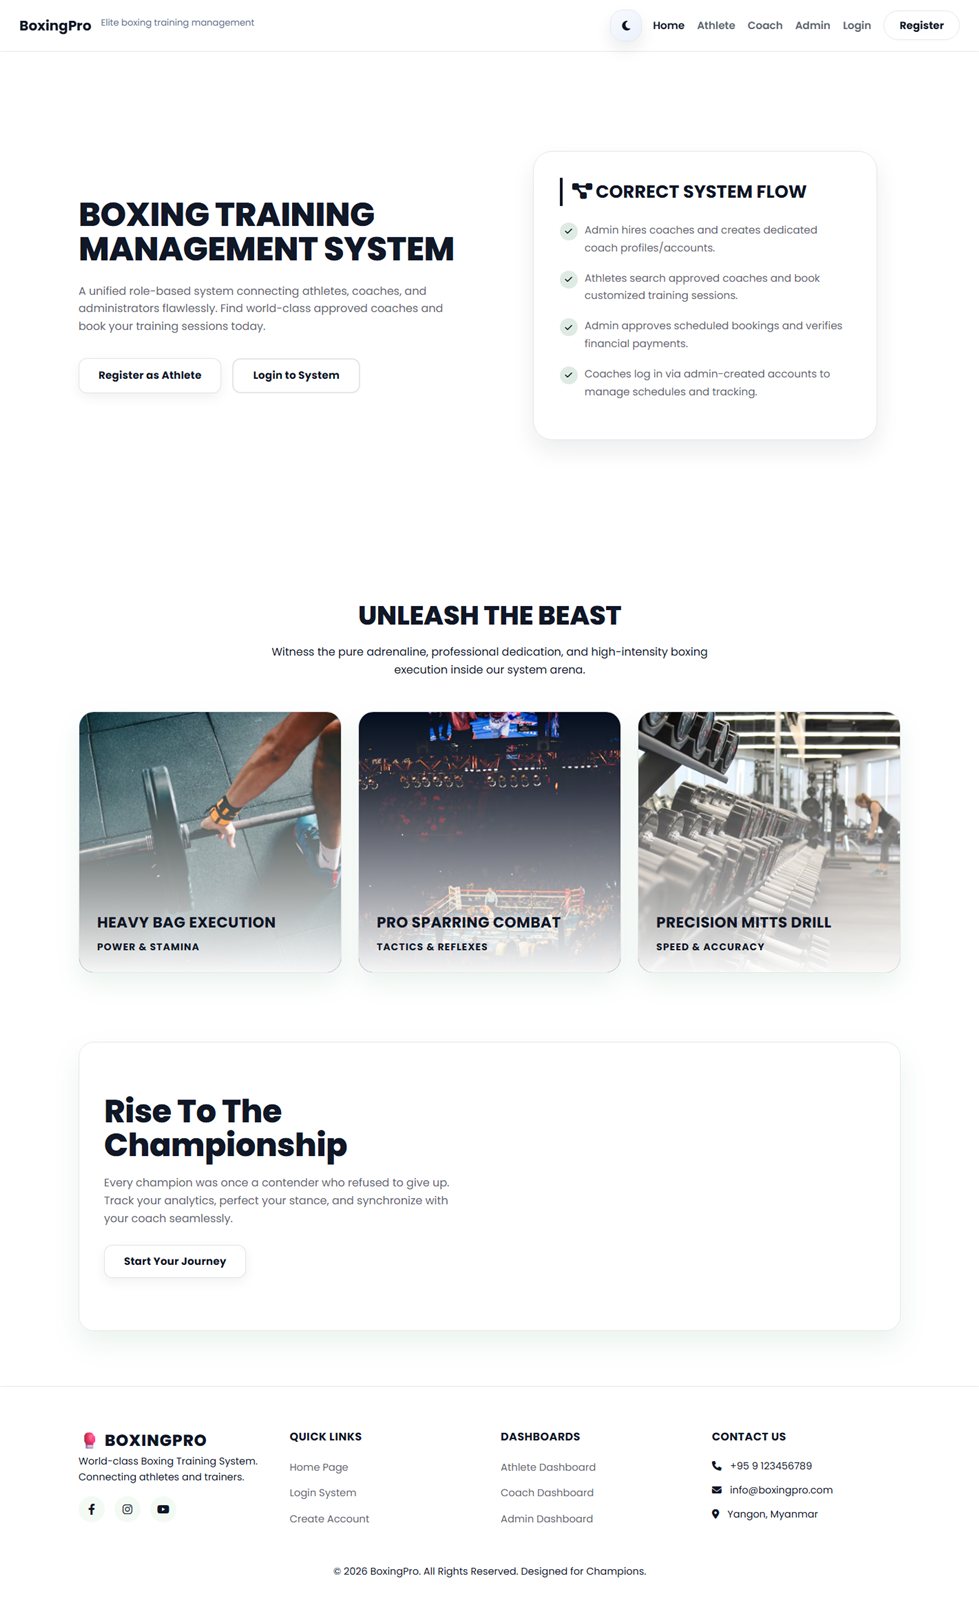 BoxingPro Elite boxing training management
Home Athlete Coach Admin Login Register
BOXING TRAINING
MANAGEMENT SYSTEM
A unified role-based system connecting athletes, coaches, and
administrators flawlessly. Find world-class approved coaches and
book your training sessions today.
Register as Athlete Login to System
CORRECT SYSTEM FLOW
Admin hires coaches and creates dedicated
coach profiles/accounts.
Athletes search approved coaches and book
customized training sessions.
Admin approves scheduled bookings and verifies
financial payments.
Coaches log in via admin-created accounts to
manage schedules and tracking.
UNLEASH THE BEAST
Witness the pure adrenaline, professional dedication, and high-intensity boxing
execution inside our system arena.
HEAVY BAG EXECUTION
POWER & STAMINA
PRO SPARRING COMBAT
TACTICS & REFLEXES
PRECISION MITTS DRILL
SPEED & ACCURACY
Rise To The
Championship
Every champion was once a contender who refused to give up.
Track your analytics, perfect your stance, and synchronize with
your coach seamlessly.
Start Your Journey
BOXINGPRO
World-class Boxing Training System.
Connecting athletes and trainers.
QUICK LINKS
Home Page
Login System
Create Account
DASHBOARDS
Athlete Dashboard
Coach Dashboard
Admin Dashboard
CONTACT US
+95 9 123456789
info@boxingpro.com
Yangon, Myanmar
© 2026 BoxingPro. All Rights Reserved. Designed for Champions.